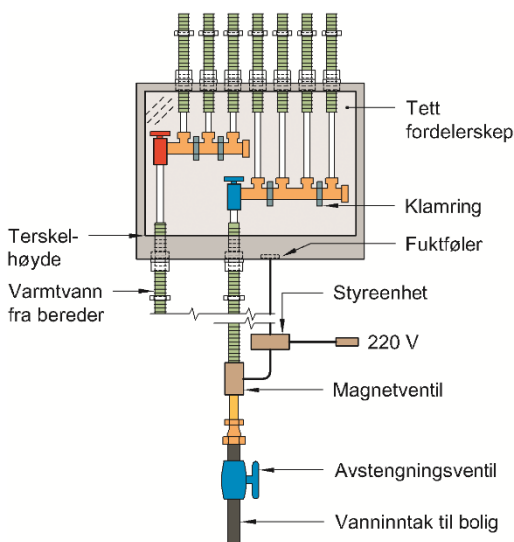 Tett
fordelerskep
Klamring
Terskel-
høyde
Fuktføler
Varmtvann
fra bereder
Styreenhet
220 V
Magnetventil
Avstengningsventil
Vanninntak til bolig